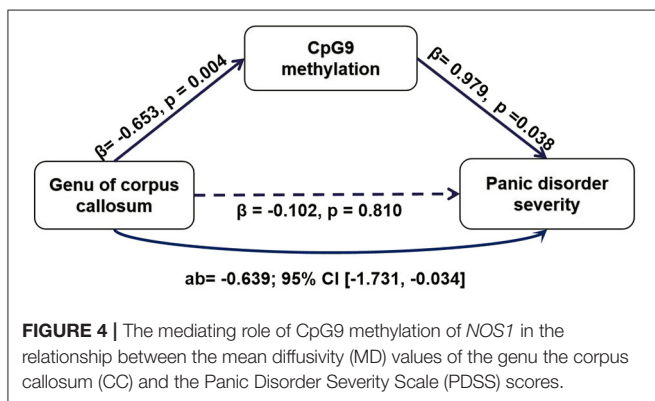 CpG9
methylation
β= -0.653, p = 0.004
β= 0.979, p =0.038
Genu of corpus
callosum
Panic disorder
severity
β = -0.102, p = 0.810
ab= -0.639; 95% CI [-1.731, -0.034]
FIGURE 4 | The mediating role of CpG9 methylation of NOS1 in the
relationship between the mean diffusivity (MD) values of the genu the corpus
callosum (CC) and the Panic Disorder Severity Scale (PDSS) scores.